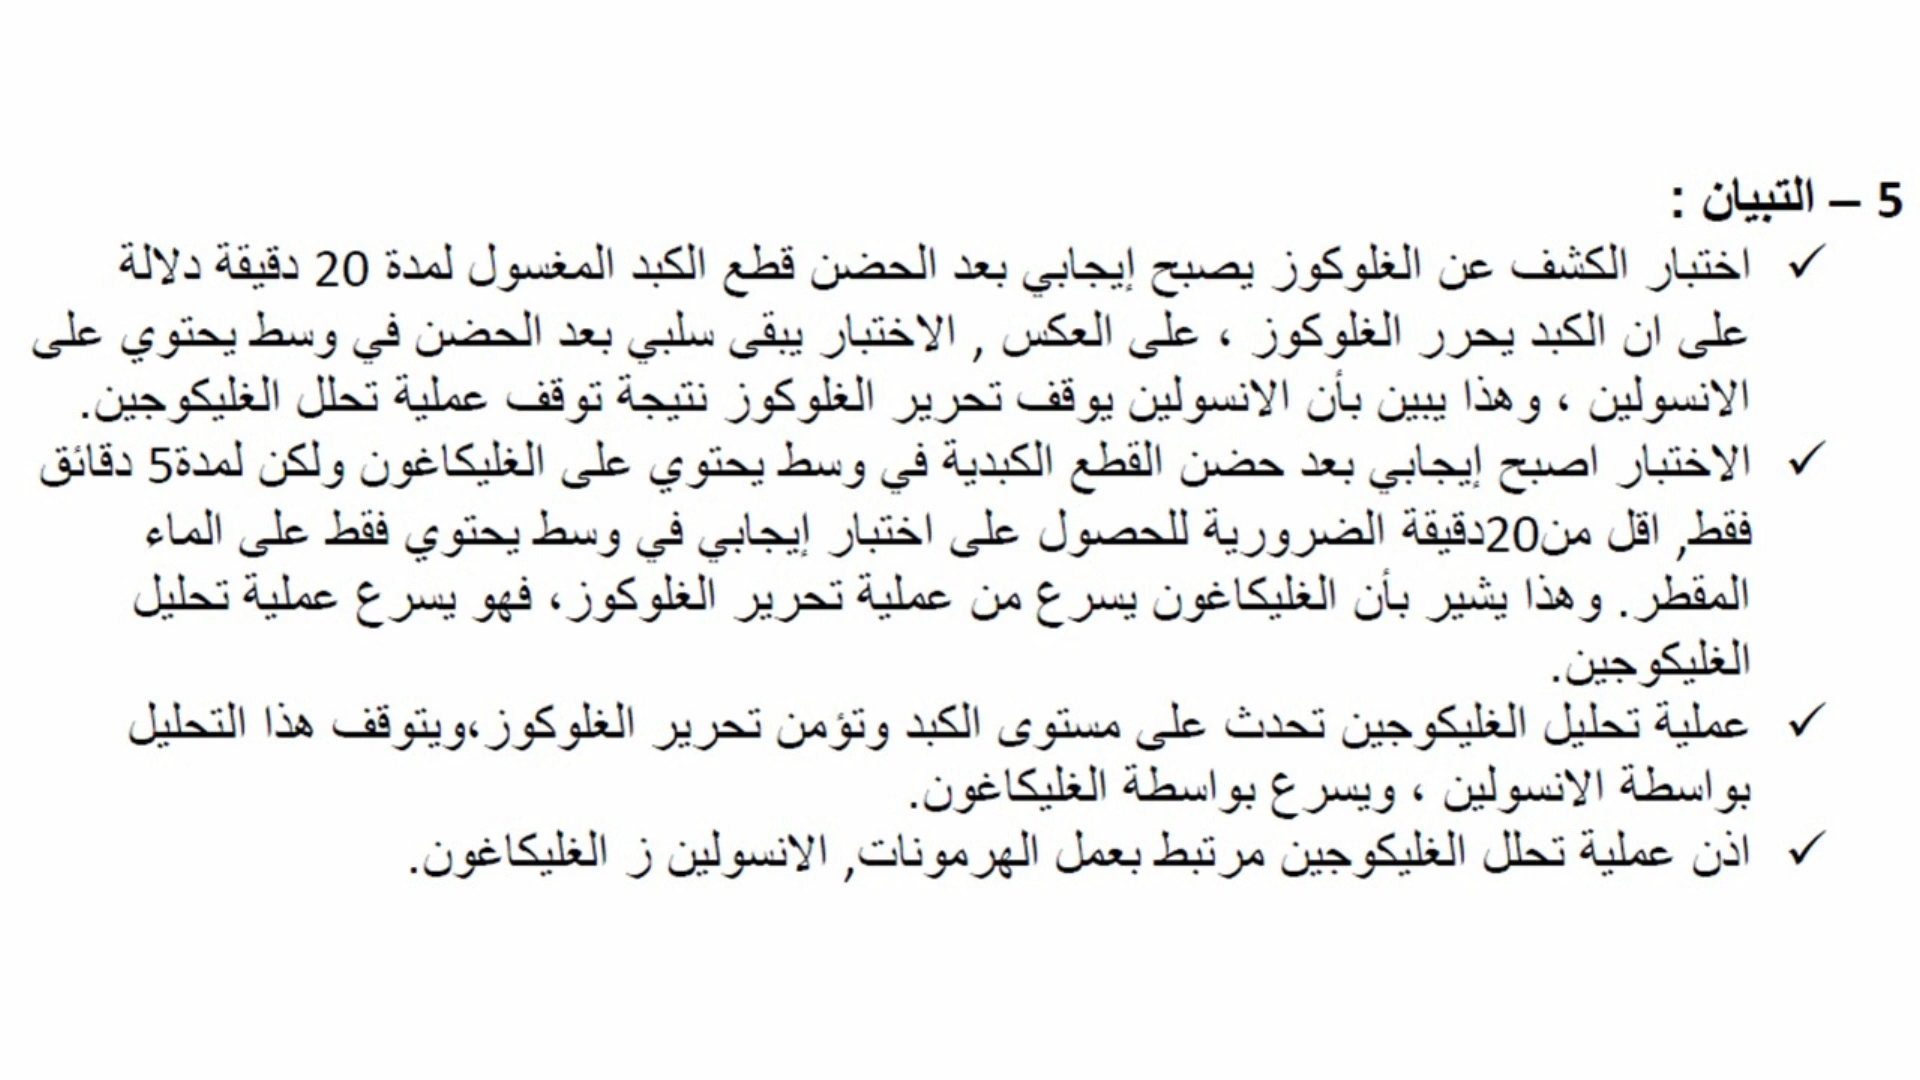 5 – التبيان :
✓ اختبار الكشف عن الغلوكوز يصبح إيجابي بعد الحضن قطع الكبد المغسول لمدة 20 دقيقة دلالة
على ان الكبد يحرر الغلوكوز ، على العكس , الاختبار يبقى سلبي بعد الحضن في وسط يحتوي على
الانسولين ، وهذا يبين بأن الانسولين يوقف تحرير الغلوكوز نتيجة توقف عملية تحلل الغليكوجين.
✓ الاختبار اصبح إيجابي بعد حضن القطع الكبدية في وسط يحتوي على الغليكاغون ولكن لمدة5 دقائق
فقط, اقل من20دقيقة الضرورية للحصول على اختبار إيجابي في وسط يحتوي فقط على الماء
المقطر. وهذا يشير بأن الغليكاغون يسرع من عملية تحرير الغلوكوز، فهو يسرع عملية تحليل
الغليكوجين.
✓ عملية تحليل الغليكوجين تحدث على مستوى الكبد وتؤمن تحرير الغلوكوز،ويتوقف هذا التحليل
بواسطة الانسولين ، ويسرع بواسطة الغليكاغون.
✓ اذن عملية تحلل الغليكوجين مرتبط بعمل الهرمونات, الانسولين ز الغليكاغون.